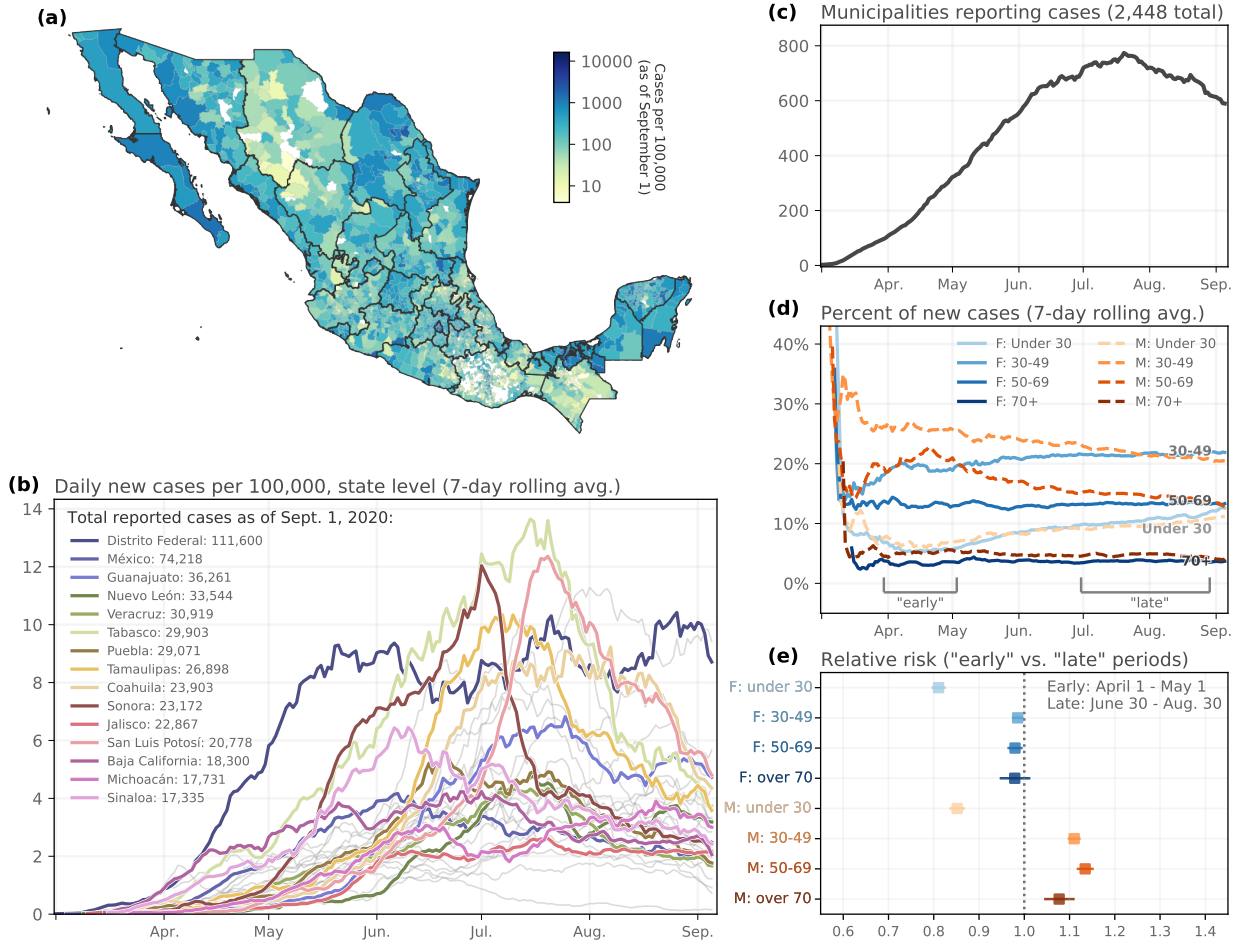 (a)
10000
1000
100
10
Cases per 100,000
(as of September 1)
(b)
Daily new cases per 100,000, state level (7-day rolling avg.)
Total reported cases as of Sept. 1, 2020:
Distrito Federal: 111,600
México: 74,218
Guanajuato: 36,261
Nuevo León: 33,544
Veracruz: 30,919
Tabasco: 29,903
Puebla: 29,071
Tamaulipas: 26,898
Coahuila: 23,903
Sonora: 23,172
Jalisco: 22,867
San Luis Potosí: 20,778
Baja California: 18,300
Michoacán: 17,731
Sinaloa: 17,335
14
12
10
8
6
4
2
0
Apr. May Jun. Jul. Aug. Sep.
(c)
Municipalities reporting cases (2,448 total)
800
600
400
200
0
Apr. May Jun. Jul. Aug. Sep.
(d)
Percent of new cases (7-day rolling avg.)
F: Under 30 M: Under 30
F: 30-49 M: 30-49
F: 50-69 M: 50-69
F: 70+ M: 70+
40%
30%
20%
10%
0%
30-49
50-69
Under 30
70+
"early" "late"
Apr. May Jun. Jul. Aug. Sep.
(e)
Relative risk ("early" vs. "late" periods)
Early: April 1 - May 1
Late: June 30 - Aug. 30
F: under 30
F: 30-49
F: 50-69
F: over 70
M: under 30
M: 30-49
M: 50-69
M: over 70
0.6 0.7 0.8 0.9 1.0 1.1 1.2 1.3 1.4